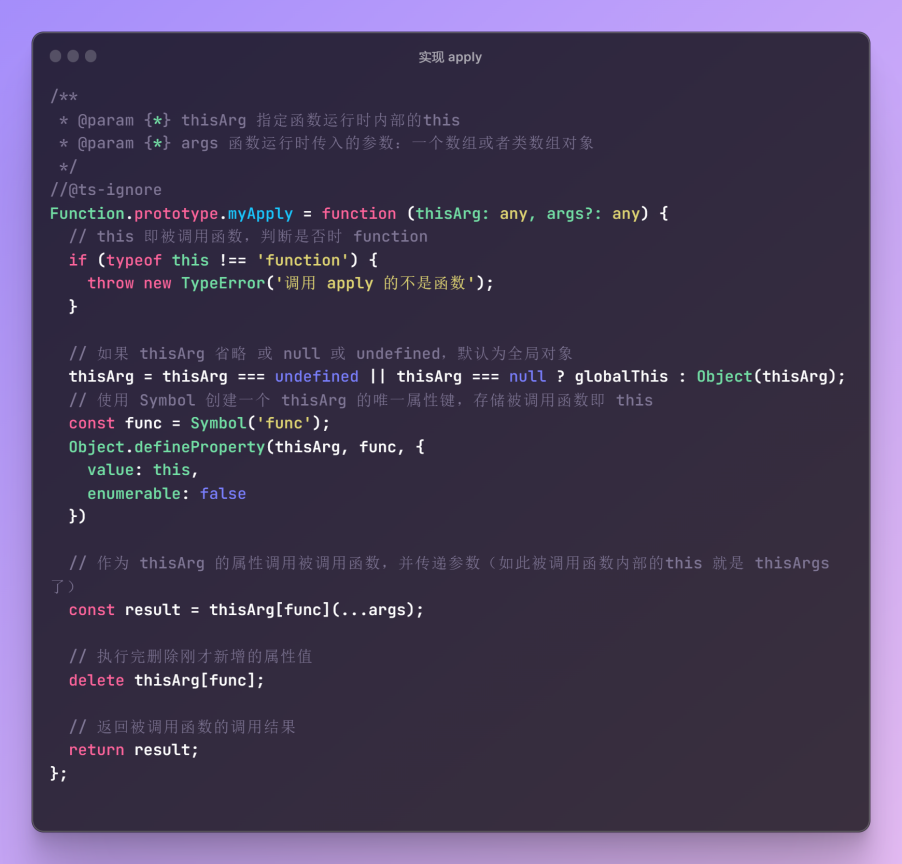 实现 apply
/**
 * @param {*} thisArg 指定函数运行时内部的this
 * @param {*} args 函数运行时传入的参数：一个数组或者类数组对象
 */
//@ts-ignore
Function.prototype.myApply = function (thisArg: any, args?: any) {
  // this 即被调用函数，判断是否时 function
  if (typeof this !== 'function') {
    throw new TypeError('调用 apply 的不是函数');
  }

  // 如果 thisArg 省略 或 null 或 undefined，默认为全局对象
  thisArg = thisArg === undefined || thisArg === null ? globalThis : Object(thisArg);
  // 使用 Symbol 创建一个 thisArg 的唯一属性键，存储被调用函数即 this
  const func = Symbol('func');
  Object.defineProperty(thisArg, func, {
    value: this,
    enumerable: false
  })

  // 作为 thisArg 的属性调用被调用函数，并传递参数（如此被调用函数内部的this 就是 thisArgs
了）
  const result = thisArg[func](...args);

  // 执行完删除刚才新增的属性值
  delete thisArg[func];

  // 返回被调用函数的调用结果
  return result;
};